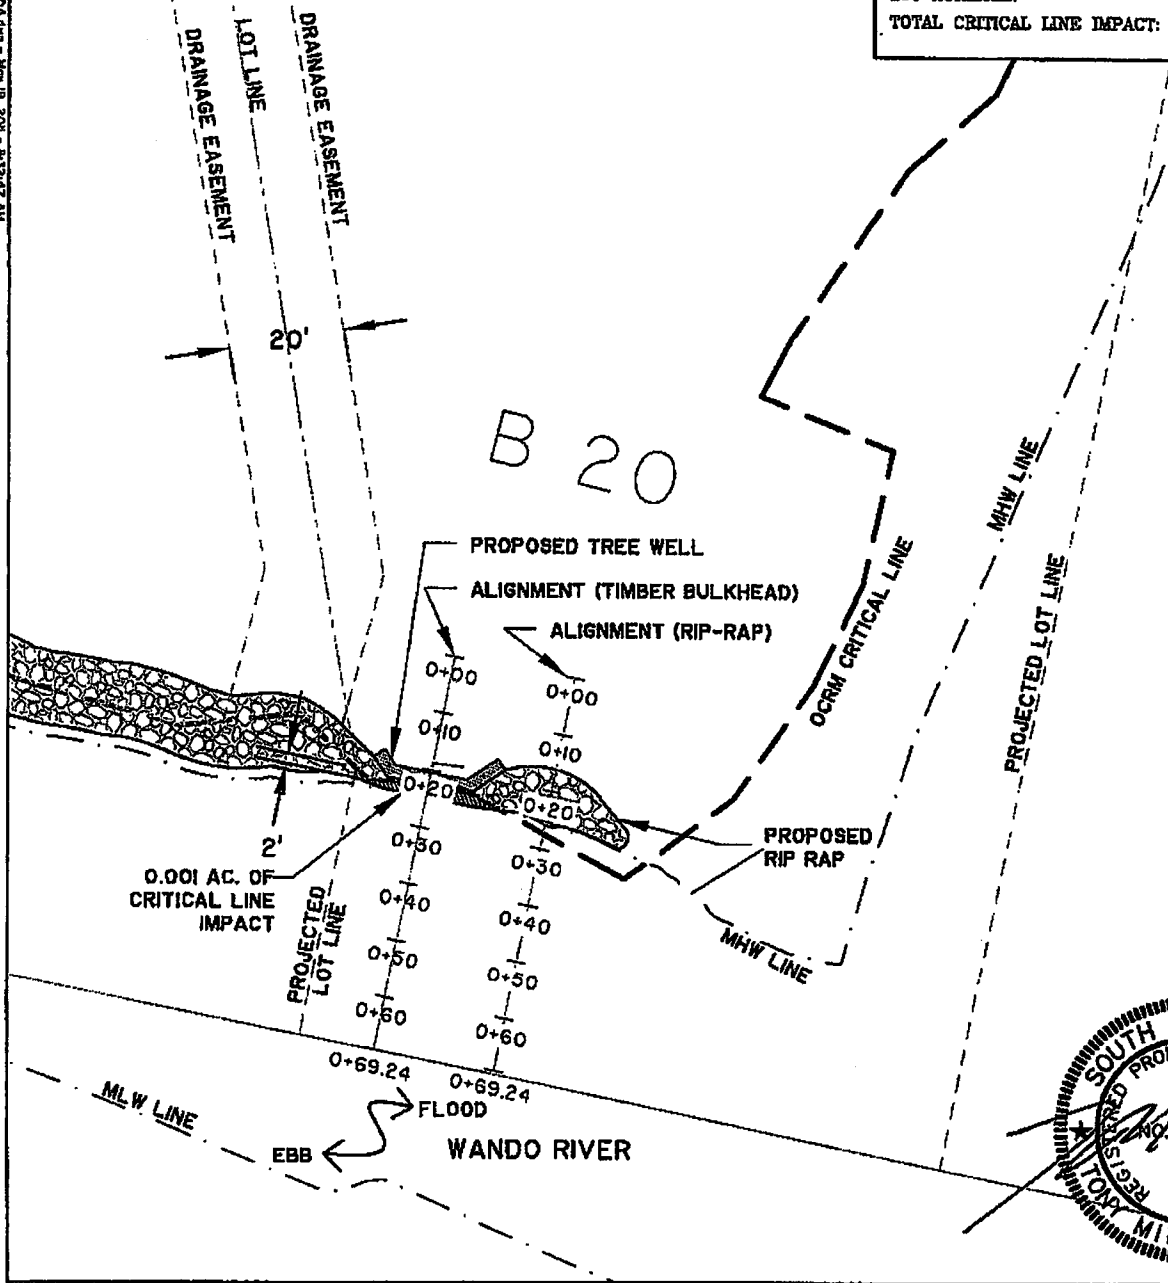 TOTAL CRITICAL LINE IMPACT:
DRAINAGE EASEMENT
LOT LINE
DRAINAGE EASEMENT
20'
B 20
PROPOSED TREE WELL
ALIGNMENT (TIMBER BULKHEAD)
ALIGNMENT (RIP-RAP)
0+00
0+10
0+20
0+30
0+40
0+50
0+60
0+69.24
0+00
0+10
0+20
0+30
0+40
0+50
0+60
0+69.24
OCRM CRITICAL LINE
MHW LINE
PROJECTED LOT LINE
PROPOSED
RIP RAP
2'
0.001 AC. OF
CRITICAL LINE
IMPACT
PROJECTED
LOT LINE
MHW LINE
MLW LINE
FLOOD
EBB
WANDO RIVER
SOUTH
REGISTERED
TONY